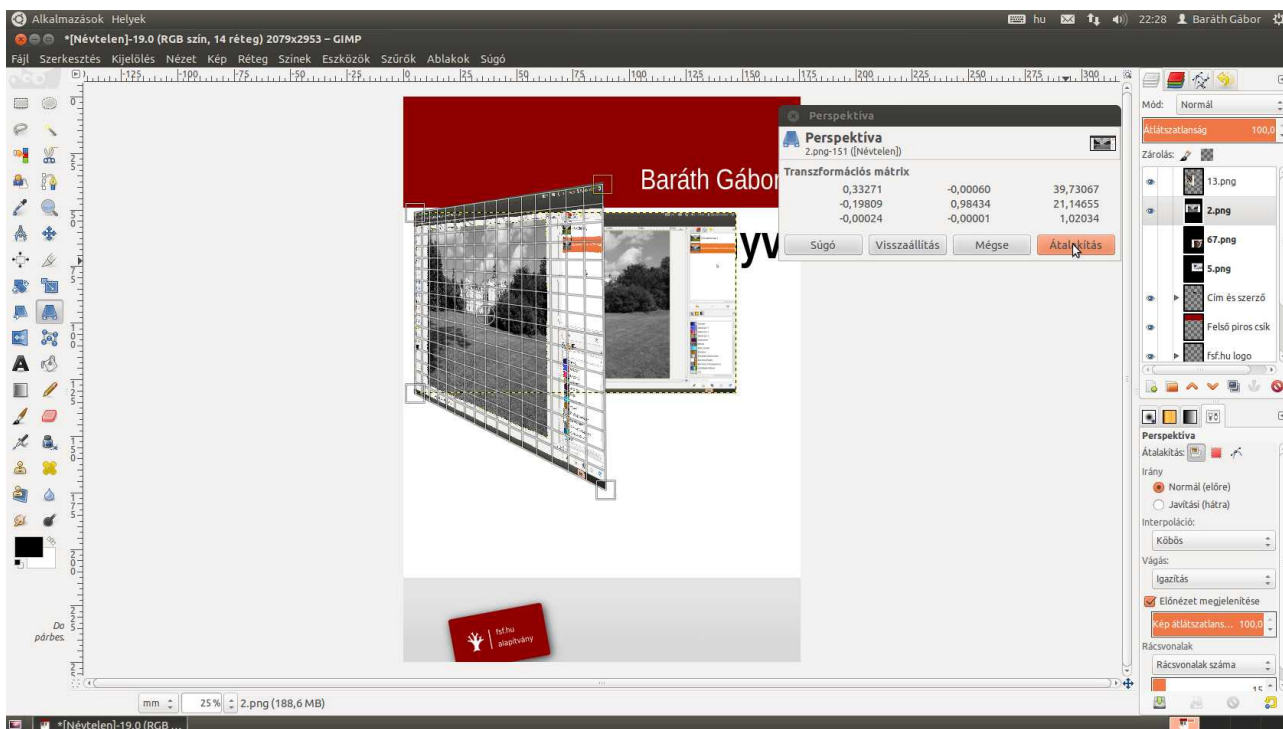 Alkalmazások Helyek
hu 22:28 Baráth Gábor
*[Névtelen]-19.0 (RGB szín, 14 réteg) 2079x2953 – GIMP
Fájl Szerkesztés Kijelölés Nézet Kép Réteg Színek Eszközök Szűrők Ablakok Súgó
Mód: Normál
Átlátszatlanság 100,0
Zárolás:
13.png
2.png
67.png
5.png
Cím és szerző
Felső piros csík
fsf.hu logo
Baráth Gábor
yv
Perspektíva
Perspektíva
2.png-151 ([Névtelen])
Transzformációs mátrix
0,33271 -0,00060 39,73067
-0,19809 0,98434 21,14655
-0,00024 -0,00001 1,02034
Súgó Visszaállítás Mégse Átalakítás
Perspektíva
Átalakítás:
Irány
Normál (előre)
Javítási (hátra)
Interpoláció:
Köbös
Vágás:
Igazítás
Előnézet megjelenítése
Kép átlátszatlans... 100,0
Rácsvonalak
Rácsvonalak száma
15
párbes.
fsf.hu
alapítvány
mm 25 % 2.png (188,6 MB)
*[Névtelen]-19.0 (RGB ...